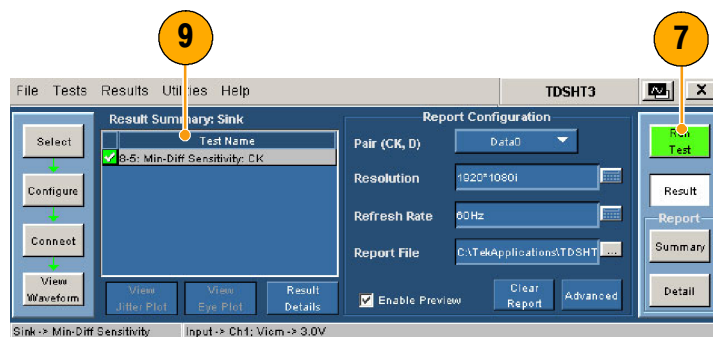 9
7
File Tests Results Utilities Help
TDSHT3
X
Select
Configure
Connect
View
Waveform
Result Summary: Sink
Test Name
8-5: Min-Diff Sensitivity: CK
View
Jitter Plot
View
Eye Plot
Result
Details
Report Configuration
Pair (CK, D)
Data0
Resolution
1920*1080i
Refresh Rate
60Hz
Report File
C:\TekApplications\TDSHT
...
Enable Preview
Clear
Report
Advanced
Run
Test
Result
Report
Summary
Detail
Sink -> Min-Diff Sensitivity
Input -> Ch1; Vicm -> 3.0V